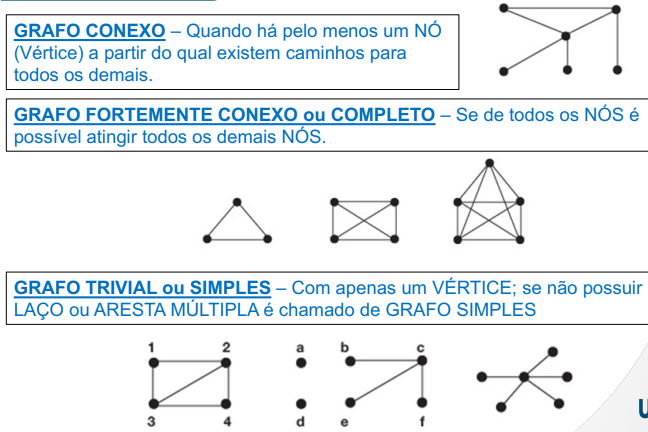 GRAFO CONEXO – Quando há pelo menos um NÓ
(Vértice) a partir do qual existem caminhos para
todos os demais.
GRAFO FORTEMENTE CONEXO ou COMPLETO – Se de todos os NÓS é
possível atingir todos os demais NÓS.
GRAFO TRIVIAL ou SIMPLES – Com apenas um VÉRTICE; se não possuir
LAÇO ou ARESTA MÚLTIPLA é chamado de GRAFO SIMPLES
1 2 a b c
3 4 d e f